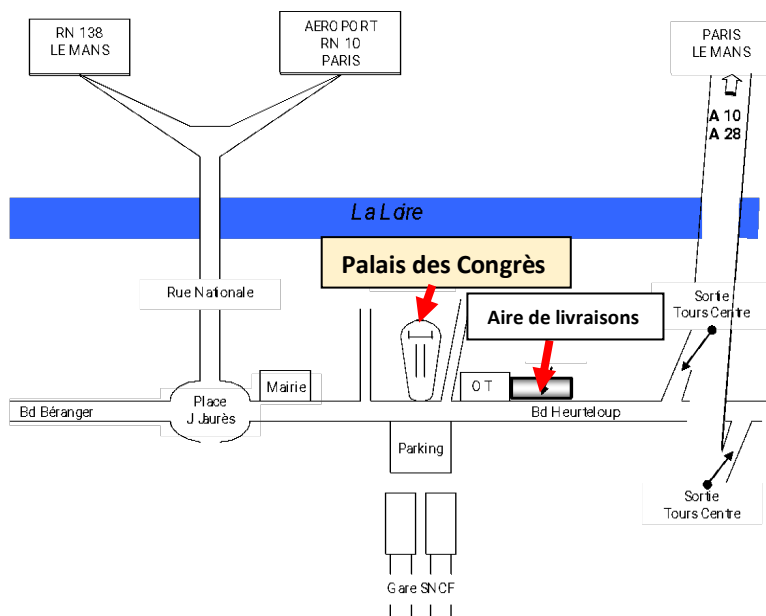 RN 138
LE MANS
AEROPORT
RN 10
PARIS
PARIS
LE MANS
A 10
A 28
La Loire
Palais des Congrès
Rue Nationale
Aire de livraisons
Sortie
Tours Centre
Mairie
O T
Place
J Jaurès
Bd Béranger
Bd Heurteloup
Parking
Sortie
Tours Centre
Gare SNCF